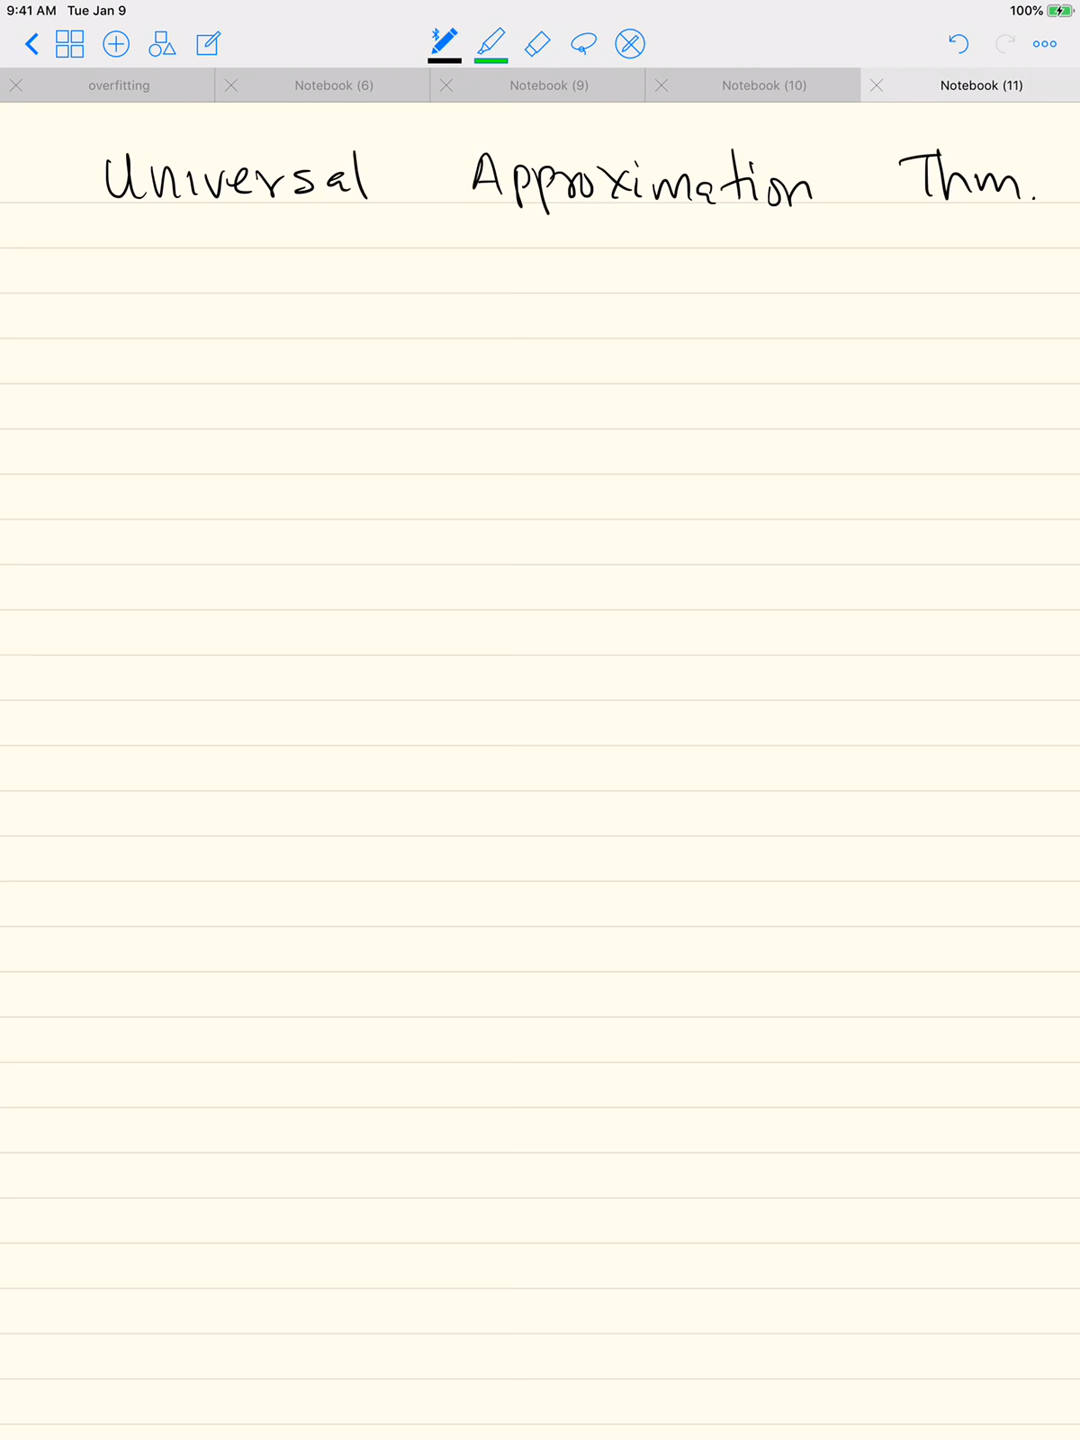 9:41 AM Tue Jan 9 100%
overfitting Notebook (6) Notebook (9) Notebook (10) Notebook (11)
Universal Approximation Thm.